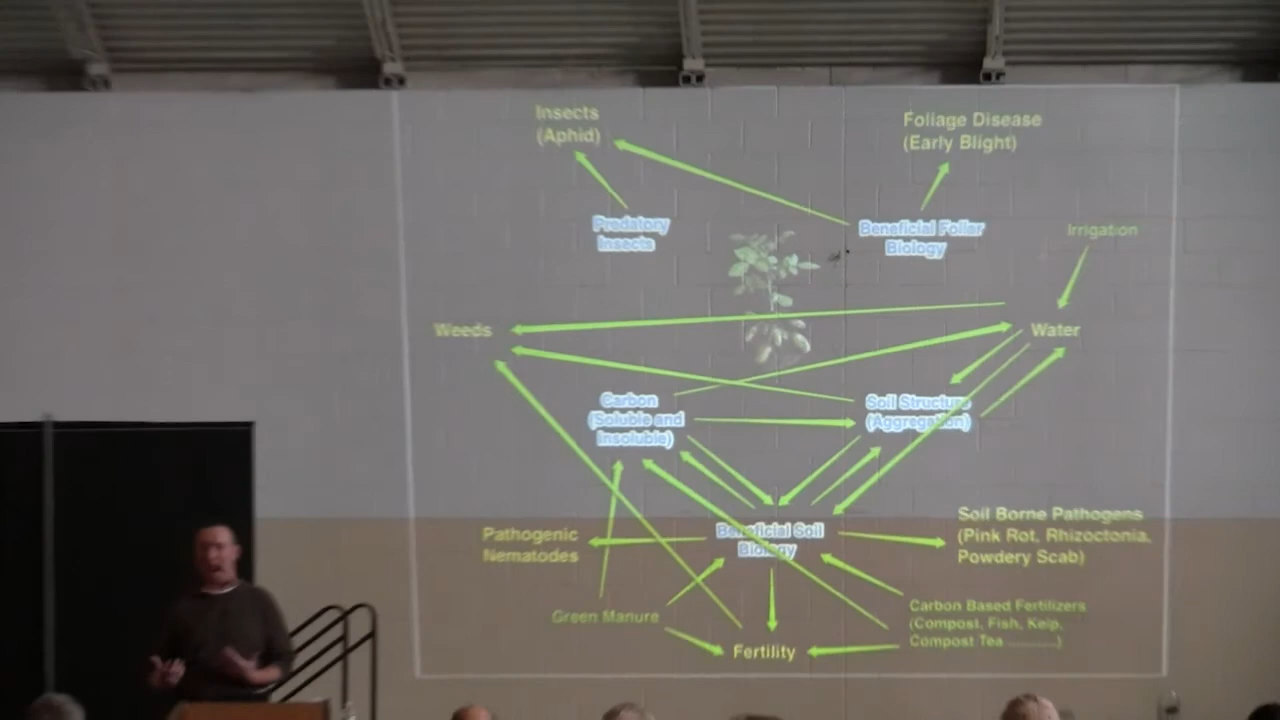 Insects
(Aphid)
Foliage Disease
(Early Blight)
Predatory
Insects
Beneficial Foliar
Biology
Irrigation
Weeds
Water
Carbon
(Soluble and
Insoluble)
Soil Structure
(Aggregation)
Beneficial Soil
Biology
Pathogenic
Nematodes
Soil Borne Pathogens
(Pink Rot, Rhizoctonia,
Powdery Scab)
Green Manure
Carbon Based Fertilizers
(Compost, Fish, Kelp,
Compost Tea ............)
Fertility